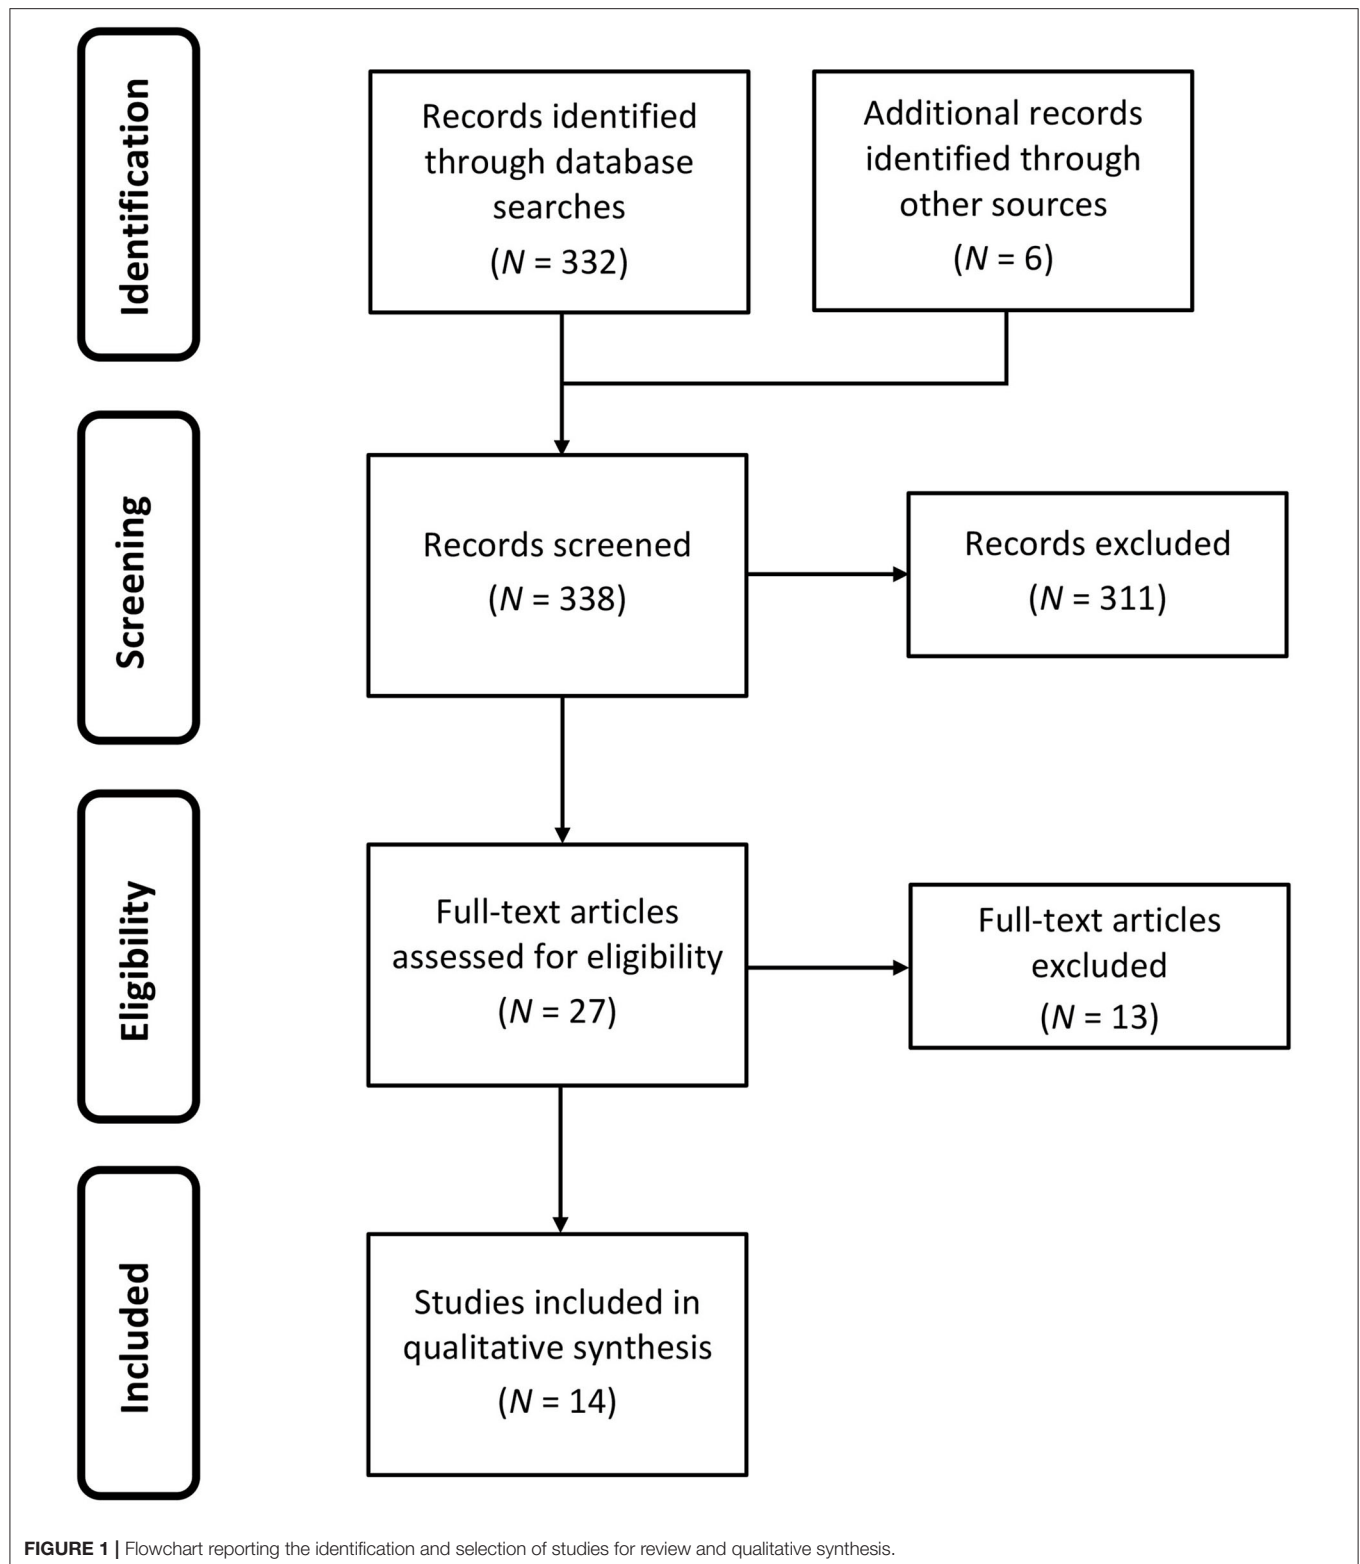 Identification
Records identified
through database
searches
(N = 332)
Additional records
identified through
other sources
(N = 6)
Screening
Records screened
(N = 338)
Records excluded
(N = 311)
Eligibility
Full-text articles
assessed for eligibility
(N = 27)
Full-text articles
excluded
(N = 13)
Included
Studies included in
qualitative synthesis
(N = 14)
FIGURE 1 | Flowchart reporting the identification and selection of studies for review and qualitative synthesis.